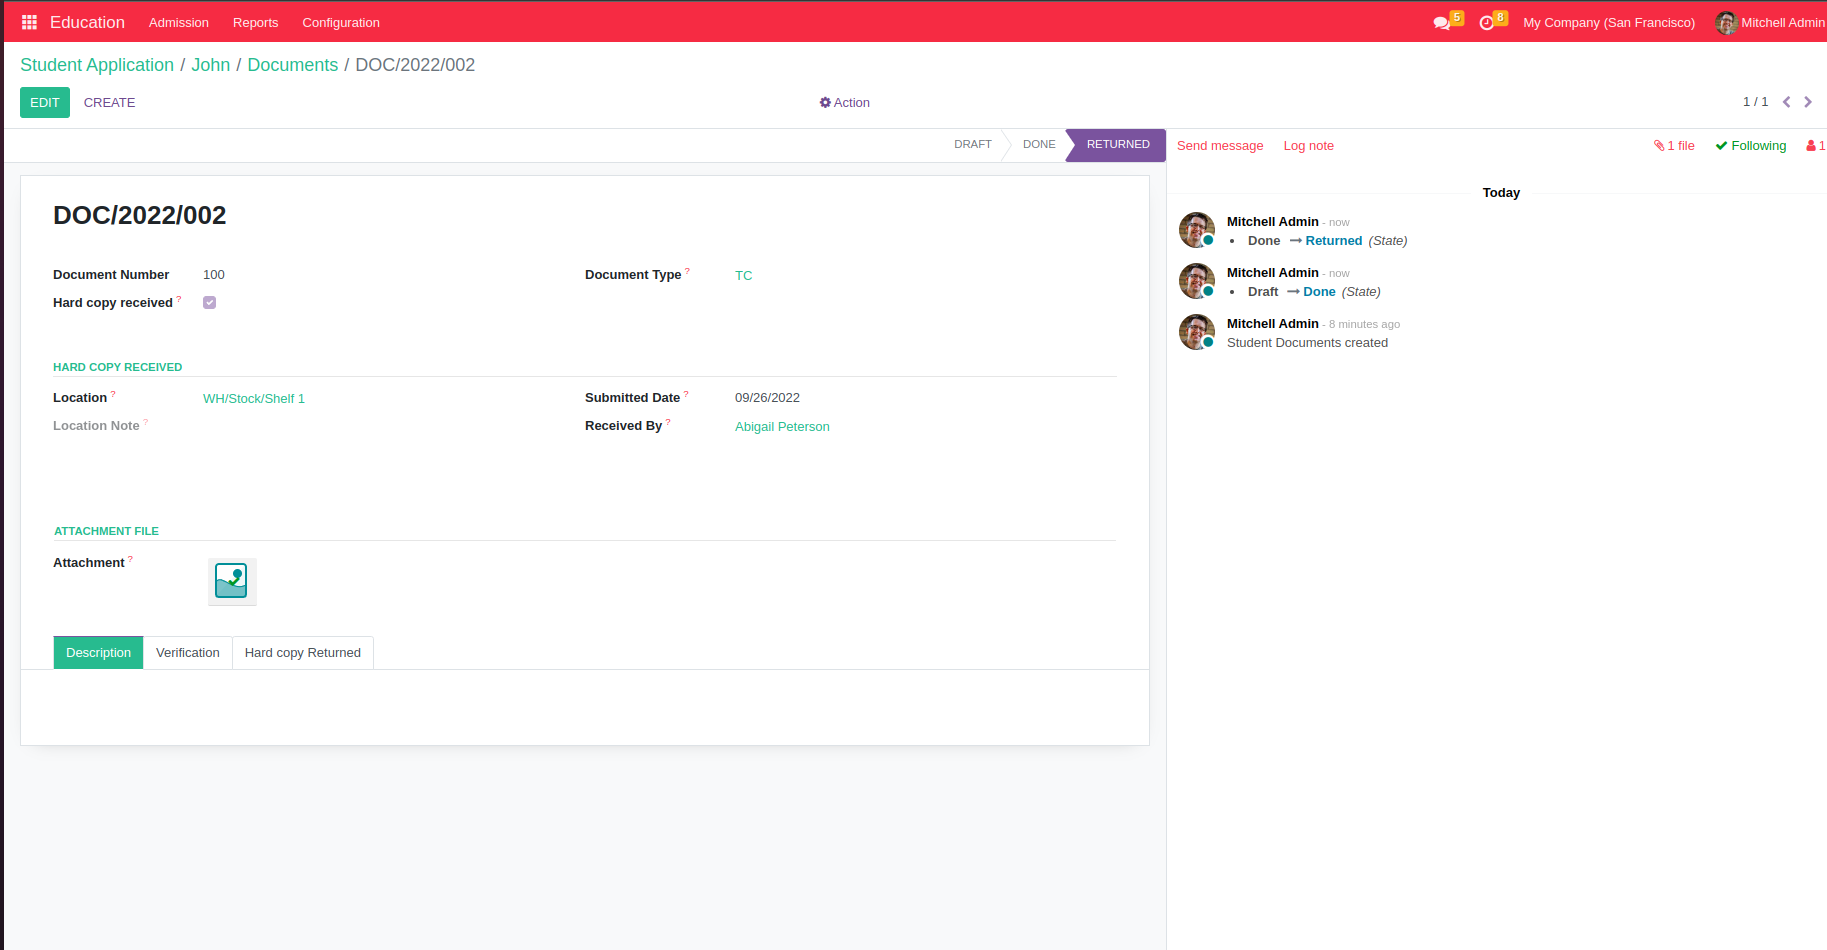 Education Admission Reports Configuration 5 8 My Company (San Francisco) Mitchell Admin
Student Application / John / Documents / DOC/2022/002
EDIT CREATE Action 1 / 1
DRAFT DONE RETURNED
DOC/2022/002
Document Number 100 Document Type ? TC
Hard copy received ?
HARD COPY RECEIVED
Location ? WH/Stock/Shelf 1 Submitted Date ? 09/26/2022
Location Note ? Received By ? Abigail Peterson
ATTACHMENT FILE
Attachment ?
Description Verification Hard copy Returned
Send message Log note 1 file Following 1
Today
Mitchell Admin - now
• Done → Returned (State)
Mitchell Admin - now
• Draft → Done (State)
Mitchell Admin - 8 minutes ago
Student Documents created